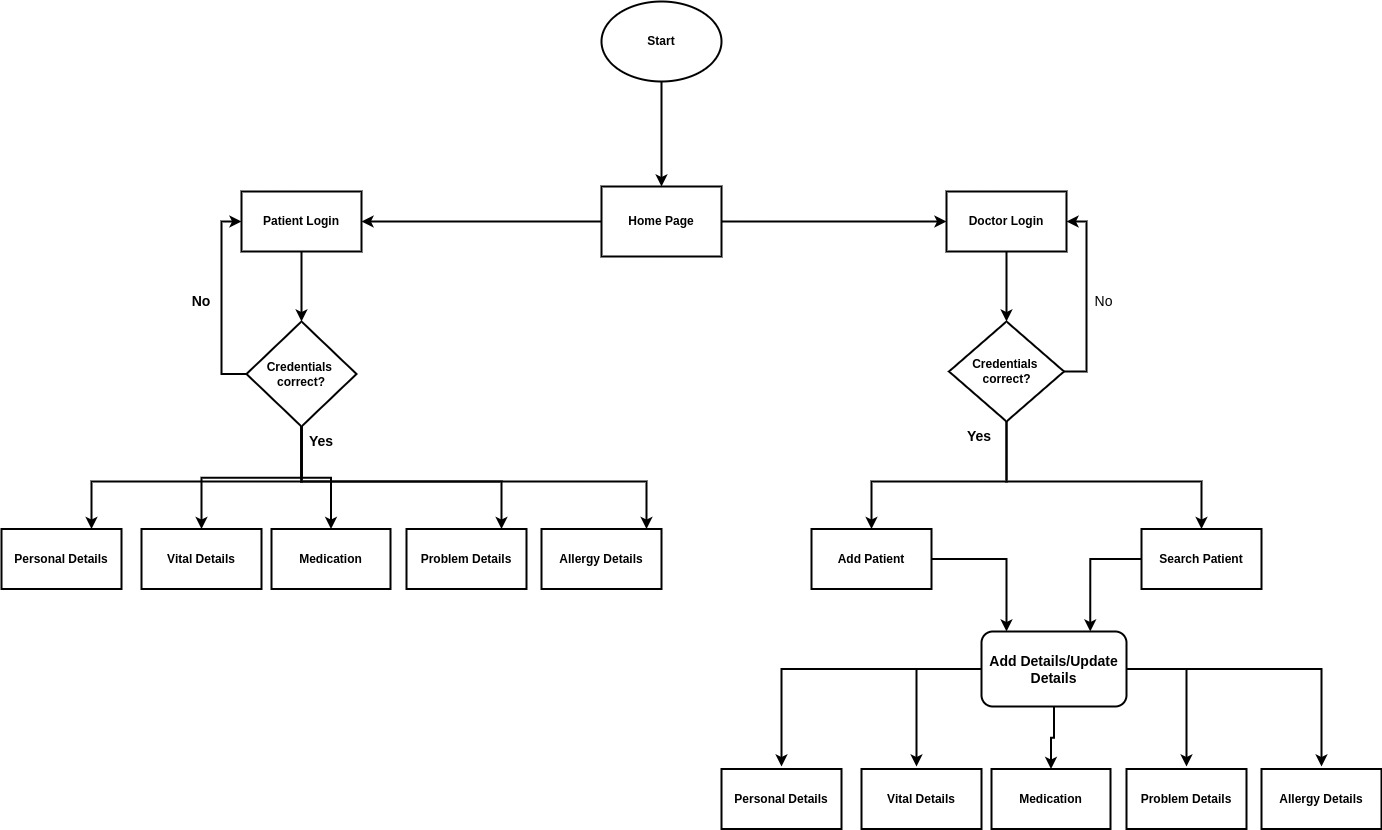 Start
Patient Login
Home Page
Doctor Login
No
No
Credentials
correct?
Credentials
correct?
Yes
Yes
Personal Details
Vital Details
Medication
Problem Details
Allergy Details
Add Patient
Search Patient
Add Details/Update
Details
Personal Details
Vital Details
Medication
Problem Details
Allergy Details